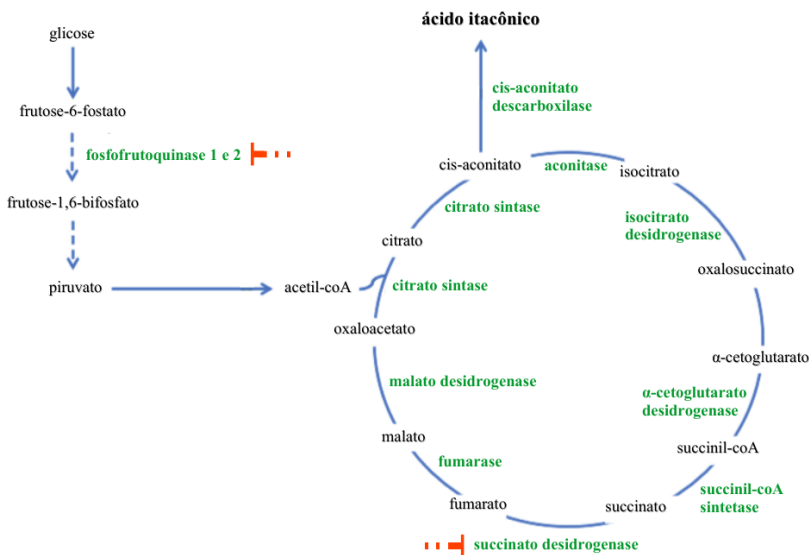 ácido itacônico
glicose
cis-aconitato
descarboxilase
frutose-6-fostato
fosfofrutoquinase 1 e 2
cis-aconitato
aconitase
isocitrato
frutose-1,6-bifosfato
citrato sintase
isocitrato
desidrogenase
citrato
oxalosuccinato
piruvato
acetil-coA
citrato sintase
oxaloacetato
α-cetoglutarato
malato desidrogenase
α-cetoglutarato
desidrogenase
malato
succinil-coA
fumarase
succinil-coA
sintetase
fumarato
succinato
succinato desidrogenase